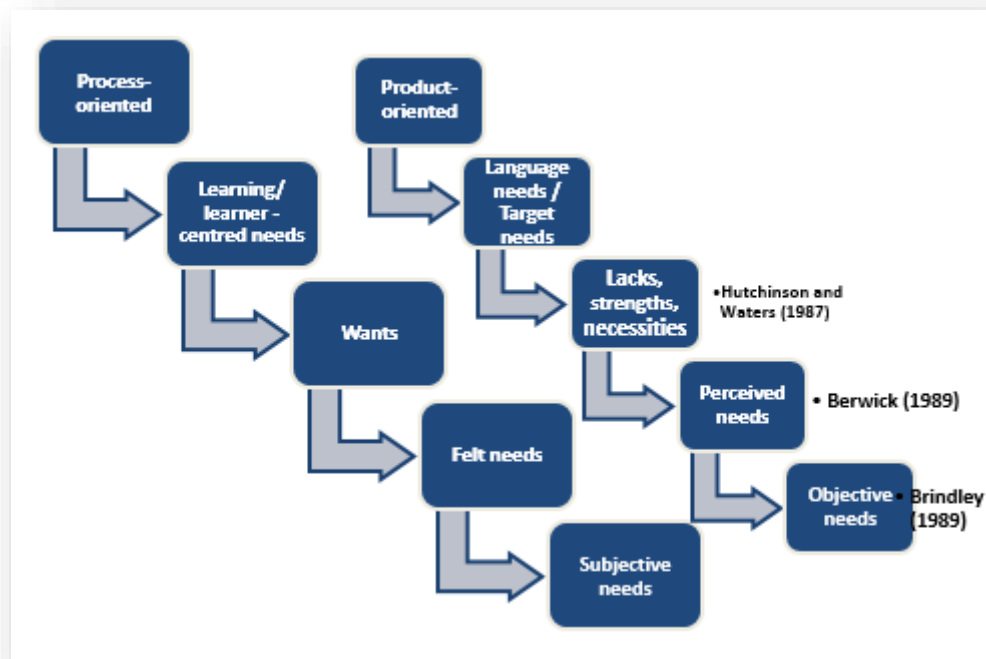 Process-
oriented
Product-
oriented
Learning/
learner -
centred needs
Language
needs /
Target
needs
Wants
Lacks,
strengths,
necessities
•Hutchinson and
Waters (1987)
Felt needs
Perceived
needs
• Berwick (1989)
Subjective
needs
Objective
needs
• Brindley
(1989)